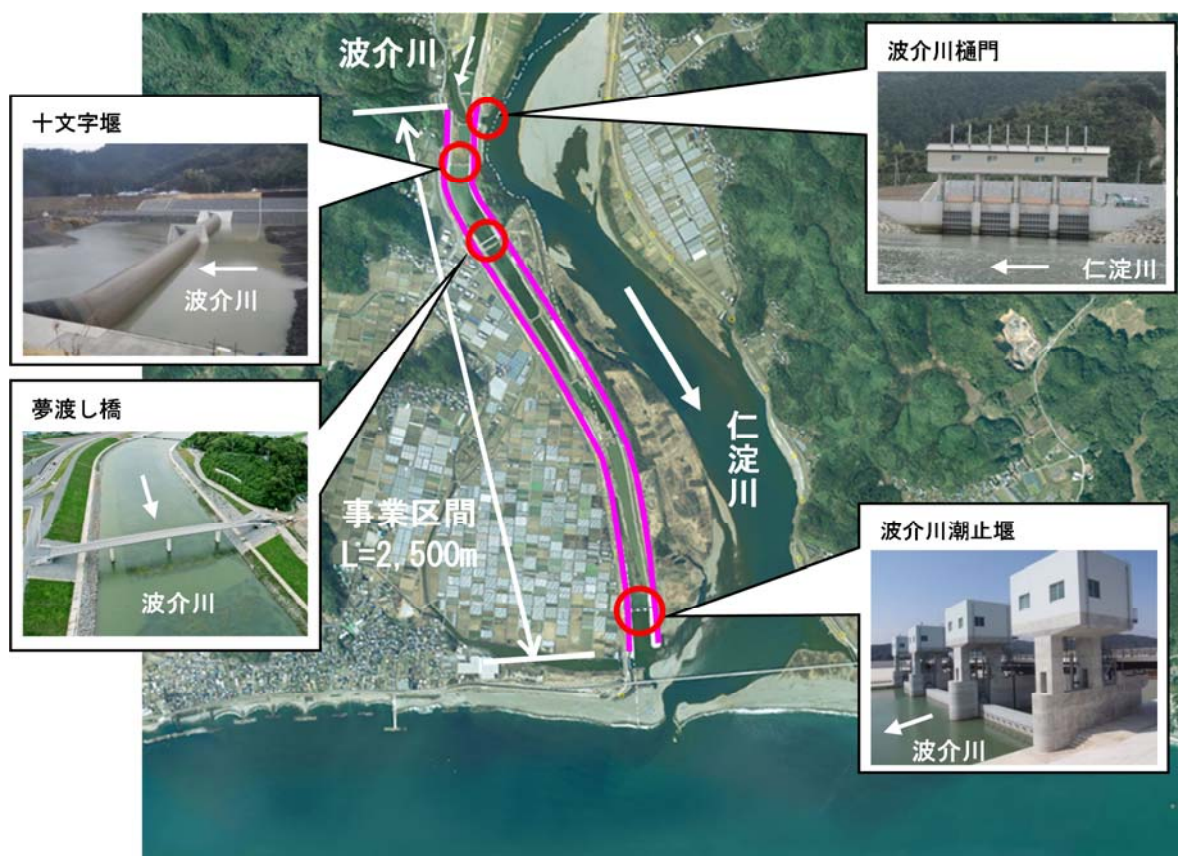 波介川
十文字堰
波介川
夢渡し橋
波介川
事業区間
L=2,500m
仁淀川
波介川樋門
仁淀川
波介川潮止堰
波介川